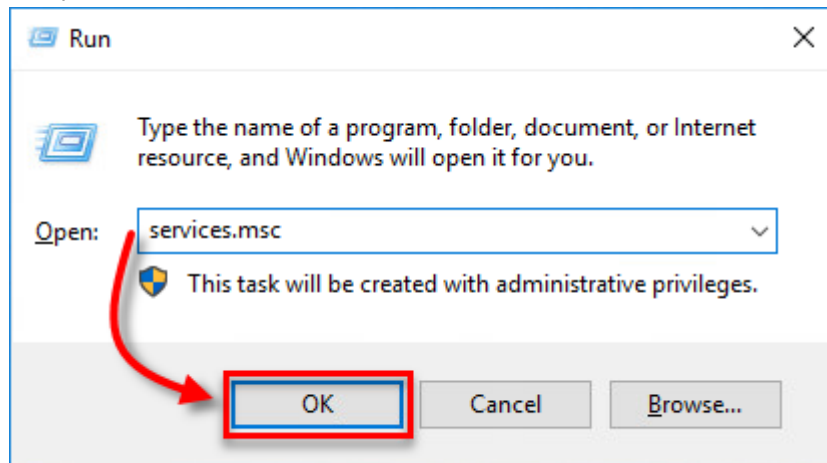 Run
Type the name of a program, folder, document, or Internet
resource, and Windows will open it for you.
Open: services.msc
This task will be created with administrative privileges.
OK Cancel Browse...